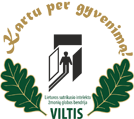 Kartu per gyvenimą!
Lietuvos sutrikusio intelekto
žmonių globos bendrija
VILTIS